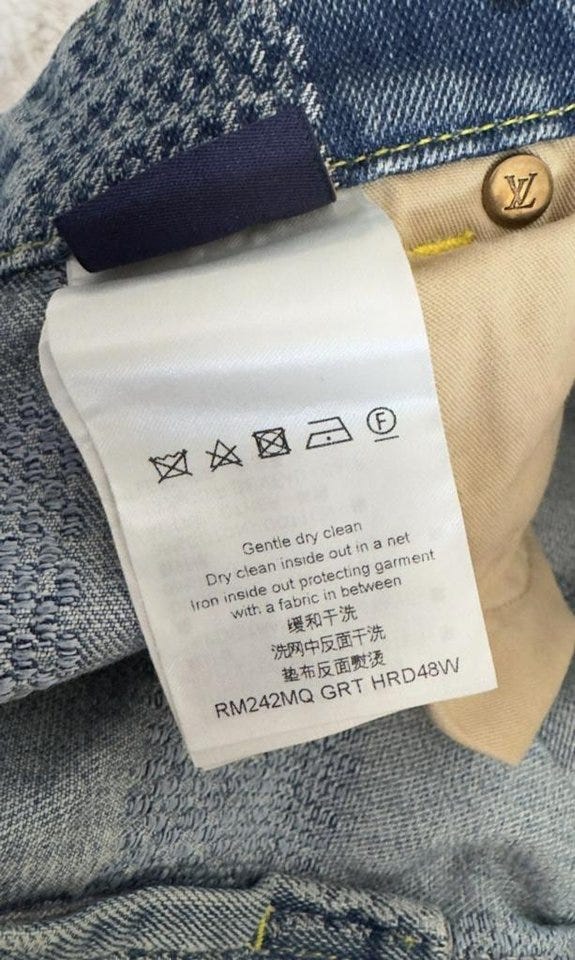 LV
F
Gentle dry clean
Dry clean inside out in a net
Iron inside out protecting garment
with a fabric in between
缓和干洗
洗网中反面干洗
垫布反面熨烫
RM242MQ GRT HRD48W